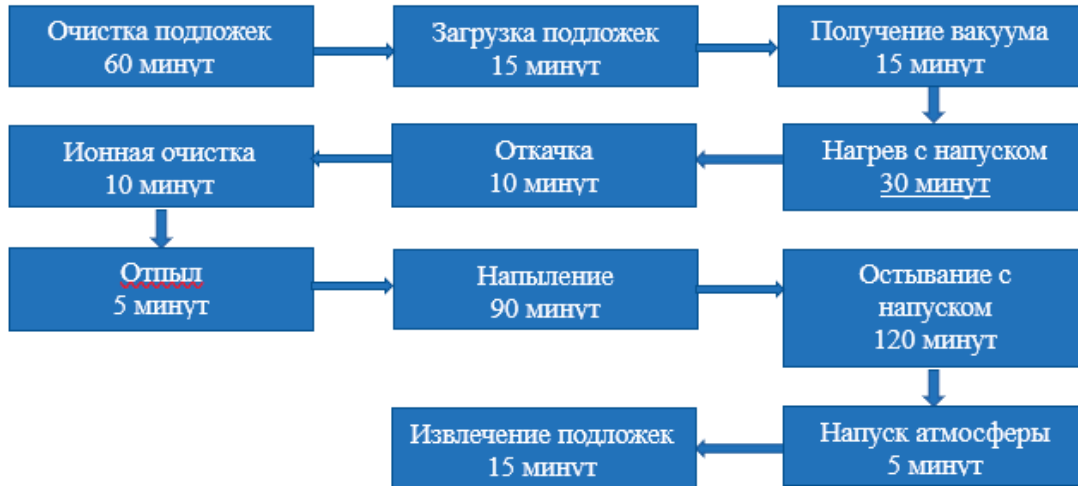 Очистка подложек
60 минут
Загрузка подложек
15 минут
Получение вакуума
15 минут
Нагрев с напуском
30 минут
Откачка
10 минут
Ионная очистка
10 минут
Отпыл
5 минут
Напыление
90 минут
Остывание с
напуском
120 минут
Напуск атмосферы
5 минут
Извлечение подложек
15 минут